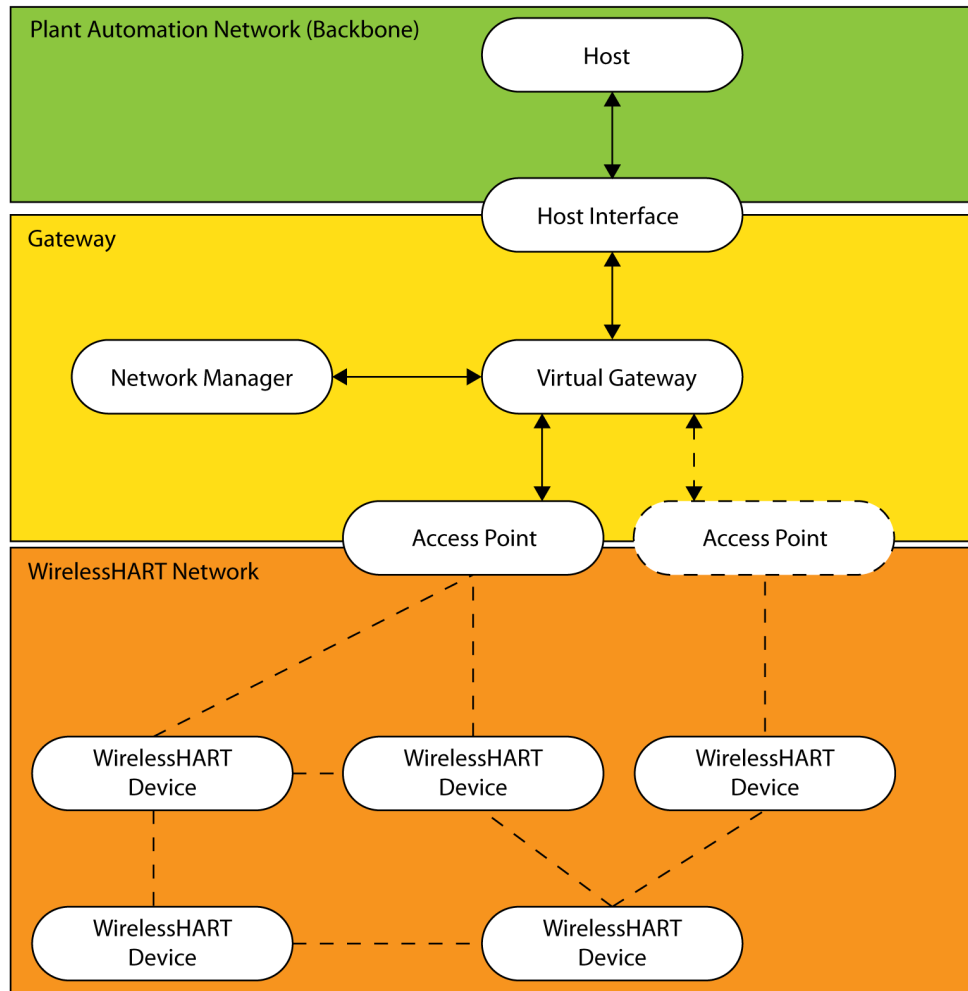 Plant Automation Network (Backbone)
Host
Host Interface
Gateway
Network Manager
Virtual Gateway
Access Point
Access Point
WirelessHART Network
WirelessHART
Device
WirelessHART
Device
WirelessHART
Device
WirelessHART
Device
WirelessHART
Device